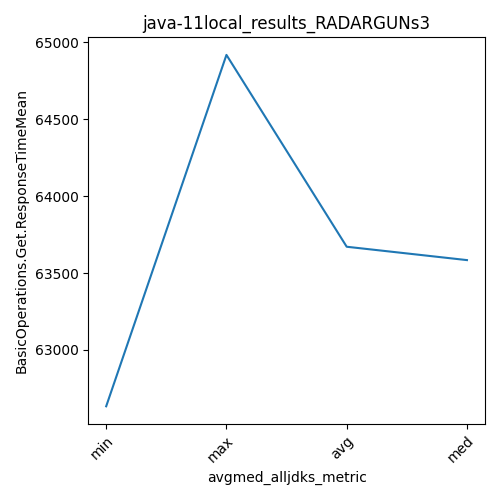 java-11local_results_RADARGUNs3
65000
64500
64000
63500
63000
BasicOperations.Get.ResponseTimeMean
min
max
avg
med
avgmed_alljdks_metric